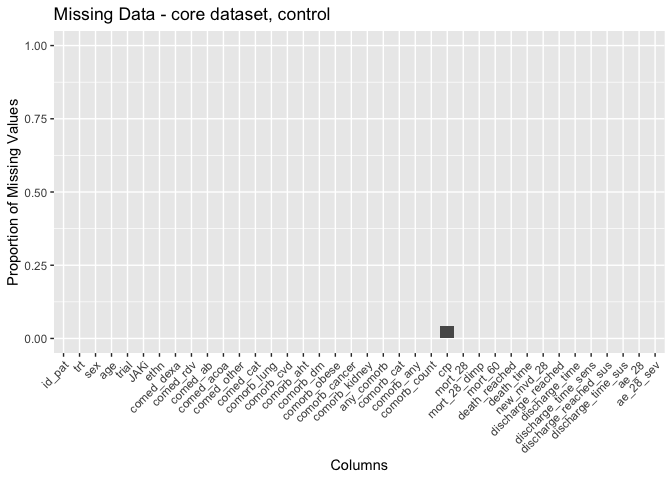 Missing Data - core dataset, control
Proportion of Missing Values
1.00
0.75
0.50
0.25
0.00
id_pat
trt
sex
age
trial
JAKi
ethn
comed_dexa
comed_rdv
comed_ab
comed_acoa
comed_other
comed_cat
comorb_lung
comorb_cvd
comorb_aht
comorb_dm
comorb_obese
comorb_cancer
comorb_kidney
any_comorb
comorb_cat
comorb_any
comorb_count
crp
mort_28
mort_28_dimp
mort_60
death_reached
death_time
new_mvd_28
discharge_reached
discharge_time
discharge_time_sens
discharge_reached_sus
discharge_time_sus
ae_28
ae_28_sev
Columns